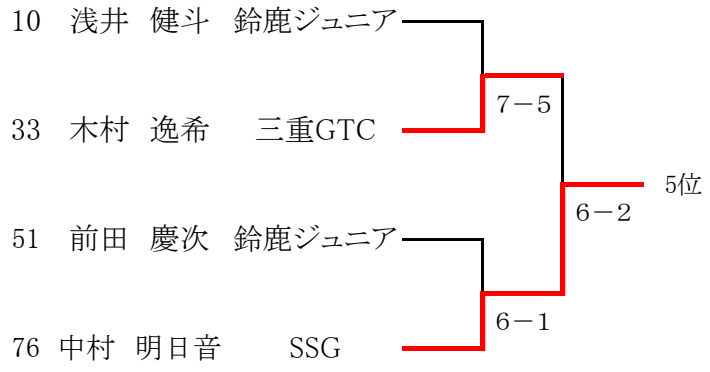 10 浅井 健斗 鈴鹿ジュニア
7－5
33 木村 逸希 三重GTC
5位
6－2
51 前田 慶次 鈴鹿ジュニア
6－1
76 中村 明日音 SSG